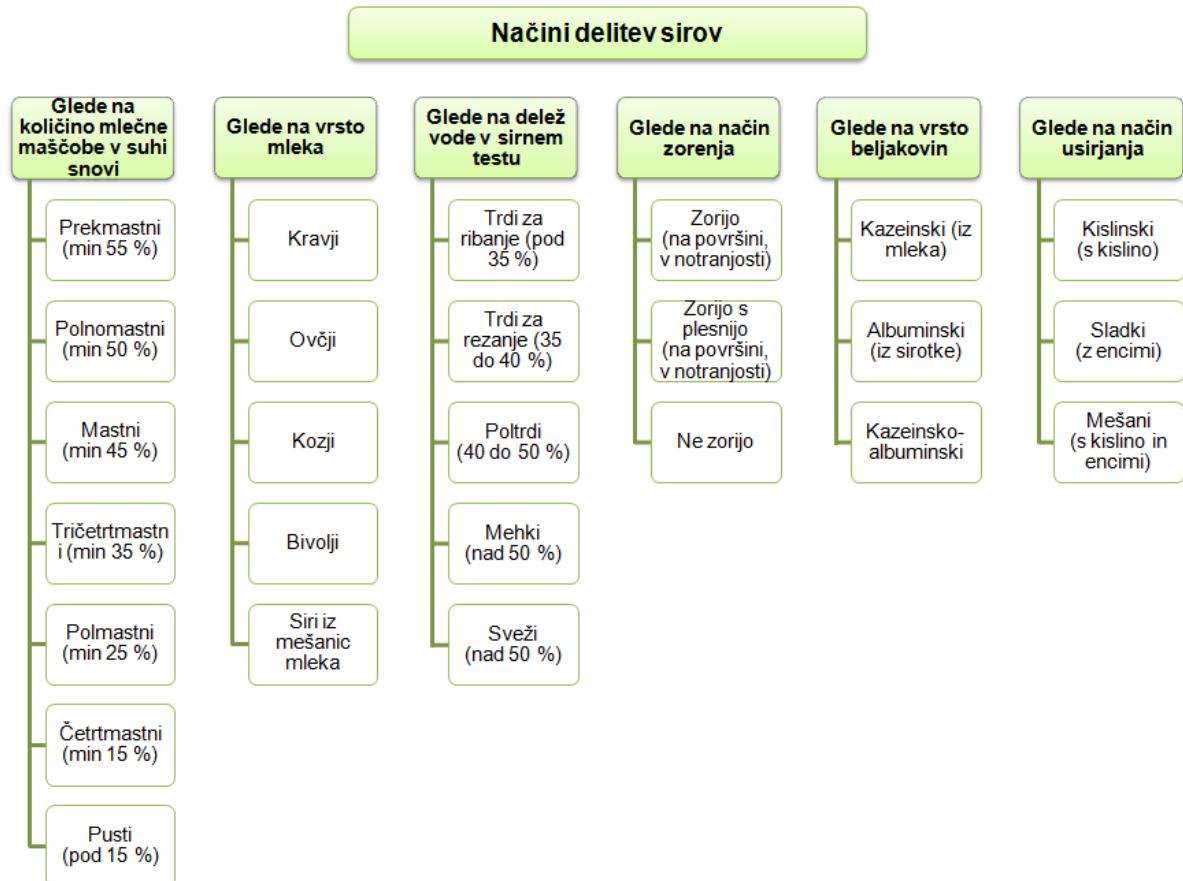 Načini delitev sirov
Glede na
količino mlečne
maščobe v suhi
snovi
Prekmastni
(min 55 %)
Polnomastni
(min 50 %)
Mastni
(min 45 %)
Tričetrtmastn
i (min 35 %)
Polmastni
(min 25 %)
Četrtmastni
(min 15 %)
Pusti
(pod 15 %)
Glede na vrsto
mleka
Kravji
Ovčji
Kozji
Bivolji
Siri iz
mešanic
mleka
Glede na delež
vode v sirnem
testu
Trdi za
ribanje (pod
35 %)
Trdi za
rezanje (35
do 40 %)
Poltrdi
(40 do 50 %)
Mehki
(nad 50 %)
Sveži
(nad 50 %)
Glede na način
zorenja
Zorijo
(na površini,
v notranjosti)
Zorijo s
plesnijo
(na površini,
v notranjosti)
Ne zorijo
Glede na vrsto
beljakovin
Kazeinski (iz
mleka)
Albuminski
(iz sirotke)
Kazeinsko-
albuminski
Glede na način
usirjanja
Kislinski
(s kislino)
Sladki
(z encimi)
Mešani
(s kislino in
encimi)